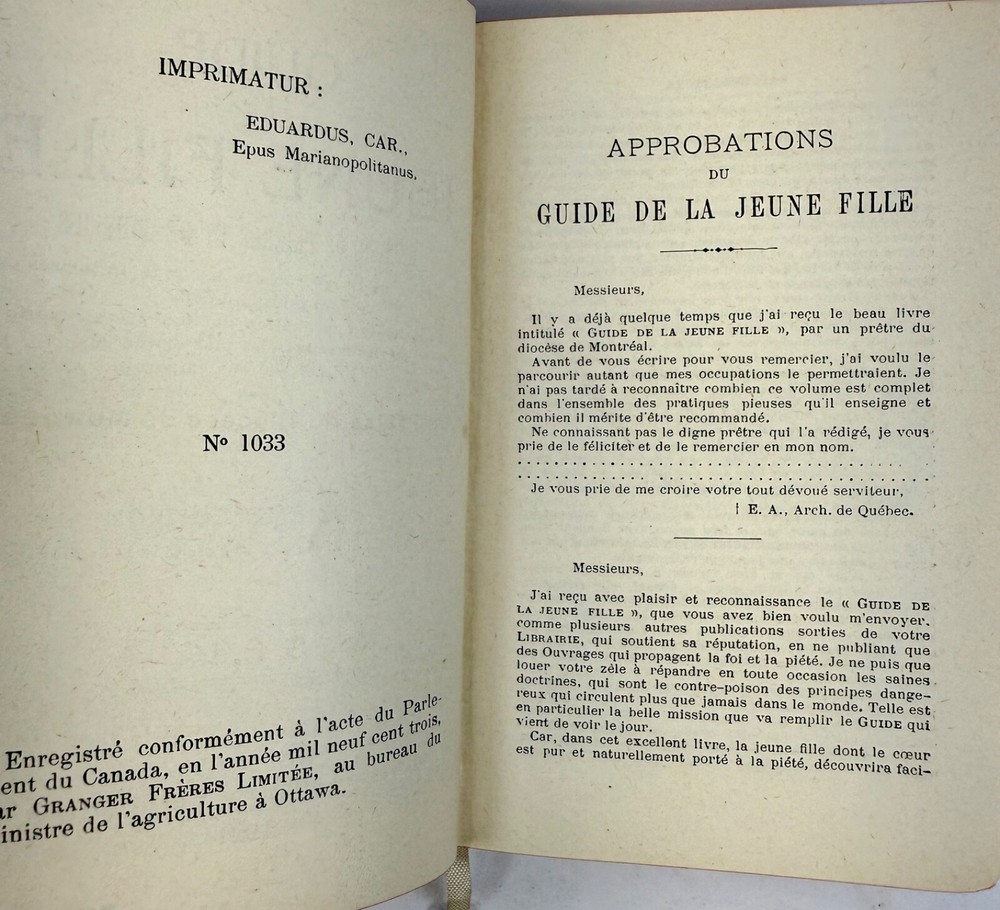 IMPRIMATUR :
EDUARDUS, CAR.,
Epus Marianopolitanus.
Nº 1033
Enregistré conformément à l'acte du Parle-
ent du Canada, en l'année mil neuf cent trois,
ar GRANGER FRÈRES LIMITÉE, au bureau du
inistre de l'agriculture à Ottawa.
APPROBATIONS
DU
GUIDE DE LA JEUNE FILLE
Messieurs,
Il y a déjà quelque temps que j'ai reçu le beau livre
intitulé « GUIDE DE LA JEUNE FILLE », par un prêtre du
diocèse de Montréal.
Avant de vous écrire pour vous remercier, j'ai voulu le
parcourir autant que mes occupations le permettraient. Je
n'ai pas tardé à reconnaître combien ce volume est complet
dans l'ensemble des pratiques pieuses qu'il enseigne et
combien il mérite d'être recommandé.
Ne connaissant pas le digne prêtre qui l'a rédigé, je vous
prie de le féliciter et de le remercier en mon nom.
Je vous prie de me croire votre tout dévoué serviteur,
† E. A., Arch. de Québec.
Messieurs,
J'ai reçu avec plaisir et reconnaissance le « GUIDE DE
LA JEUNE FILLE », que vous avez bien voulu m'envoyer,
comme plusieurs autres publications sorties de votre
LIBRAIRIE, qui soutient sa réputation, en ne publiant que
des Ouvrages qui propagent la foi et la piété. Je ne puis que
louer votre zèle à répandre en toute occasion les saines
doctrines, qui sont le contre-poison des principes dange-
reux qui circulent plus que jamais dans le monde. Telle est
en particulier la belle mission que va remplir le GUIDE qui
vient de voir le jour.
Car, dans cet excellent livre, la jeune fille dont le cœur
est pur et naturellement porté à la piété, découvrira faci-